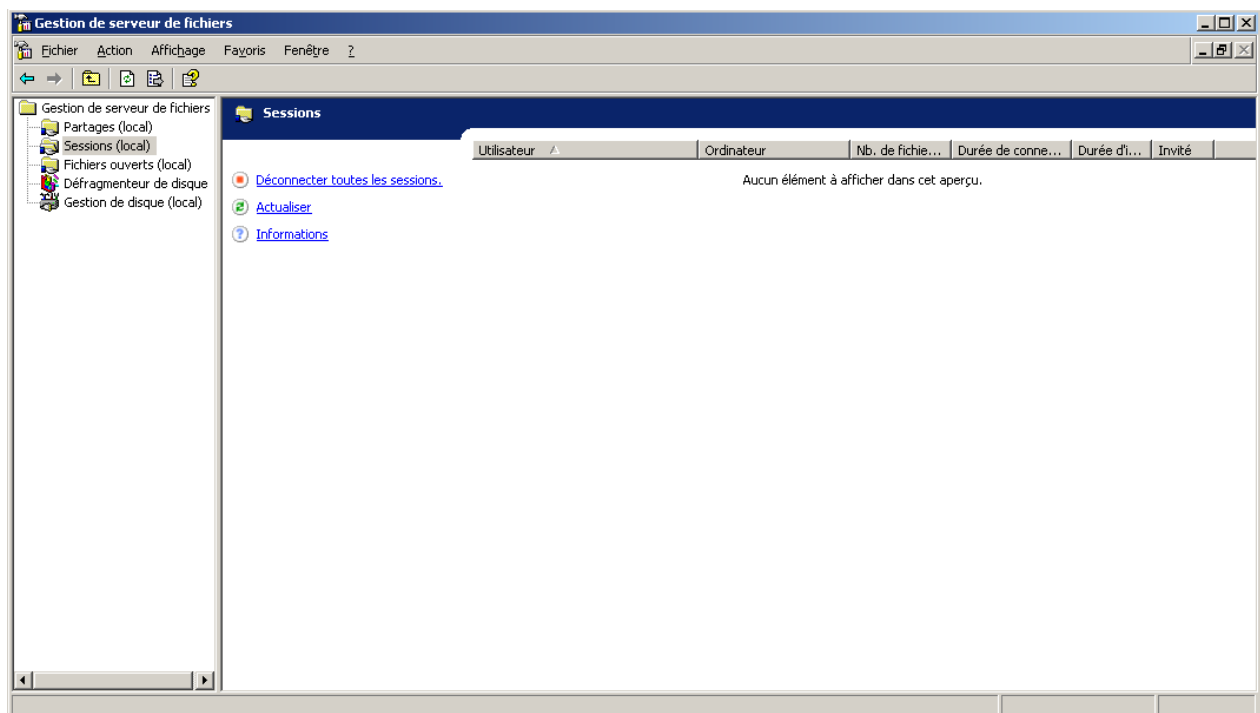 Gestion de serveur de fichiers
Fichier Action Affichage Favoris Fenêtre ?
Gestion de serveur de fichiers
Partages (local)
Sessions (local)
Fichiers ouverts (local)
Défragmenteur de disque
Gestion de disque (local)
Sessions
Déconnecter toutes les sessions.
Actualiser
Informations
Utilisateur Ordinateur Nb. de fichie... Durée de conne... Durée d'i... Invité
Aucun élément à afficher dans cet aperçu.